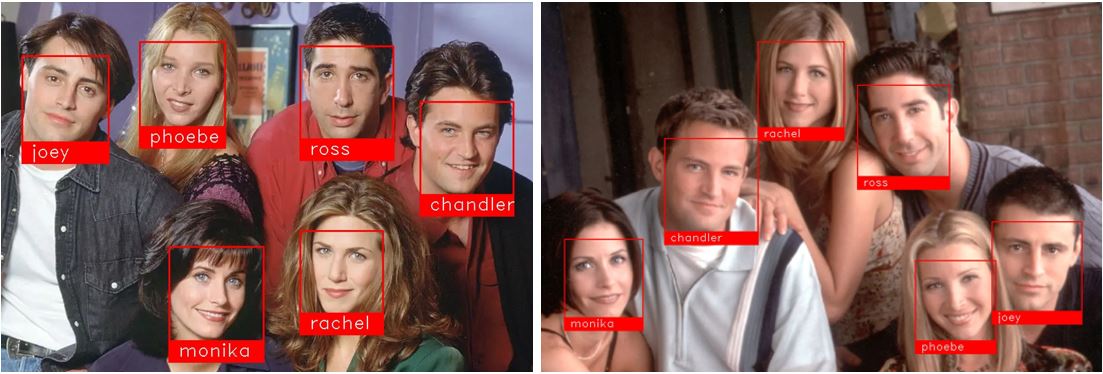 joey
phoebe
ross
chandler
monika
rachel
rachel
ross
chandler
monika
joey
phoebe